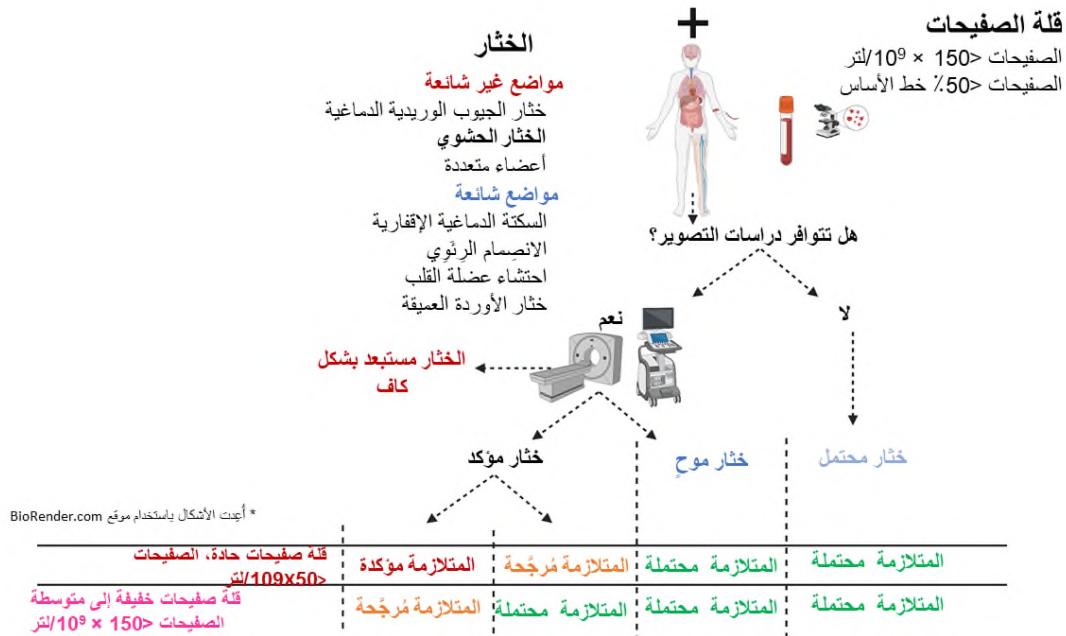 قلة الصفيحات
الصفيحات <150 × 10⁹/لتر
الصفيحات <50٪ خط الأساس
+
الخثار
مواضع غير شائعة
خثار الجيوب الوريدية الدماغية
الخثار الحشوي
أعضاء متعددة
مواضع شائعة
السكتة الدماغية الإقفارية
الانصِمام الرِئَوِي
احتشاء عضلة القلب
خثار الأوردة العميقة
هل تتوافر دراسات التصوير؟
لا
نعم
الخثار مستبعد بشكل
كاف
خثار محتمل
خثار موحٍ
خثار مؤكد
* أُعِدت الأشكال باستخدام موقع BioRender.com
قلة صفيحات حادة، الصفيحات
<50×109/لتر
المتلازمة مؤكدة
المتلازمة مُرجَّحة
المتلازمة محتملة
المتلازمة محتملة
قلة صفيحات خفيفة إلى متوسطة
الصفيحات <150 × 10⁹/لتر
المتلازمة مُرجَّحة
المتلازمة محتملة
المتلازمة محتملة
المتلازمة محتملة